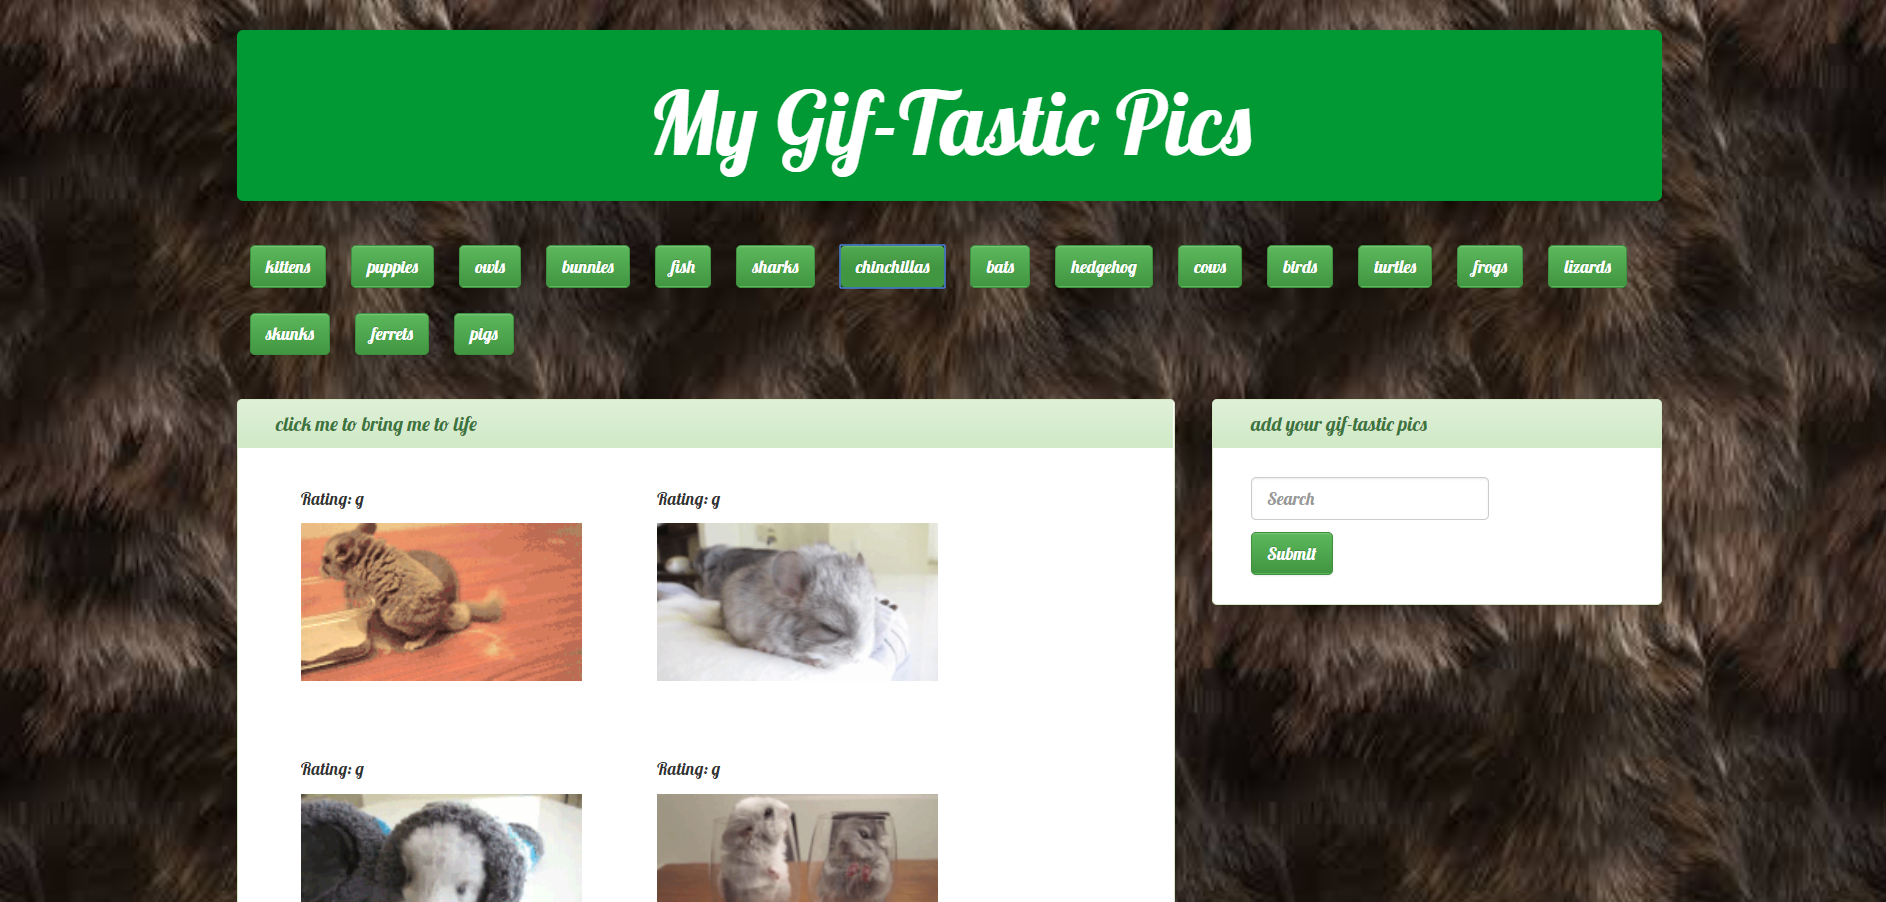 My Gif-Tastic Pics
kittens puppies owls bunnies fish sharks chinchillas bats hedgehog cows birds turtles frogs lizards
skunks ferrets pigs
click me to bring me to life
add your gif-tastic pics
Rating: g Rating: g
Search
Submit
Rating: g Rating: g